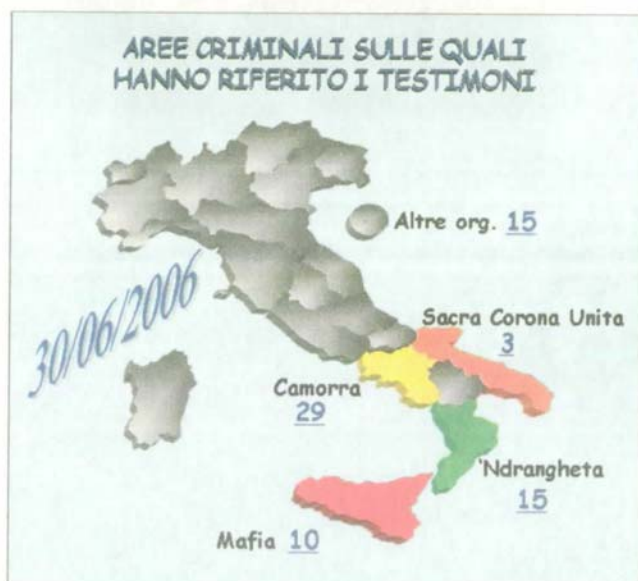 AREE CRIMINALI SULLE QUALI
HANNO RIFERITO I TESTIMONI
Altre org. 15
30/06/2006
Sacra Corona Unita
3
Camorra
29
'Ndrangheta
15
Mafia 10